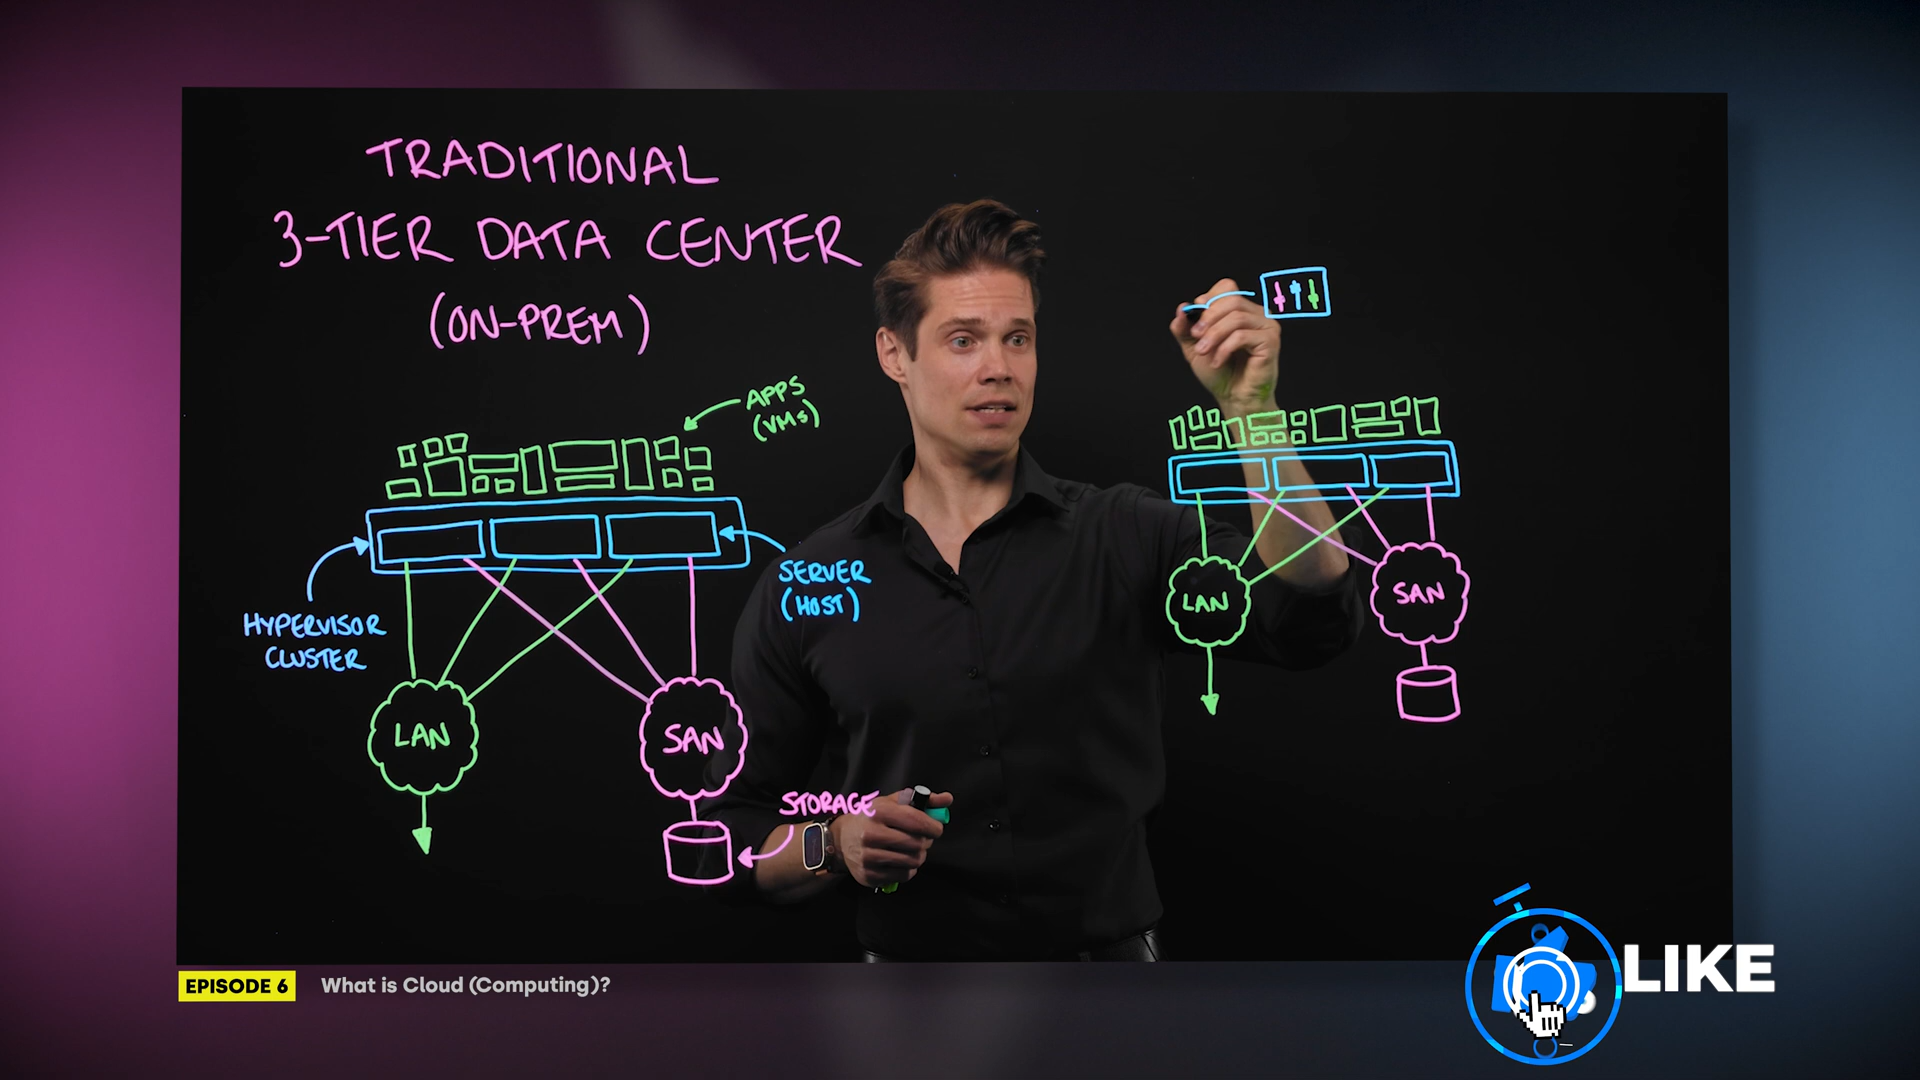 TRADITIONAL
3-TIER DATA CENTER
(ON-PREM)
APPS
(VMs)
SERVER
(HOST)
HYPERVISOR
CLUSTER
LAN
SAN
STORAGE
LAN
SAN
EPISODE 6
What is Cloud (Computing)?
LIKE